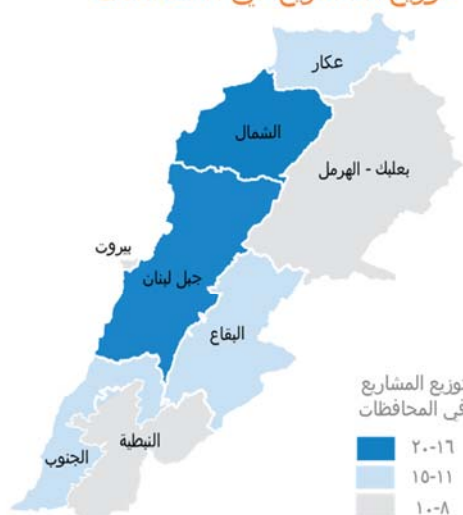 عكار
الشمال
بعلبك - الهرمل
بيروت
جبل لبنان
البقاع
النبطية
الجنوب
توزيع المشاريع
في المحافظات
١٦-٢٠
١١-١٥
٨-١٠